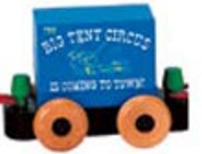 THE
BIG TENT CIRCUS
IS COMING TO TOWN!